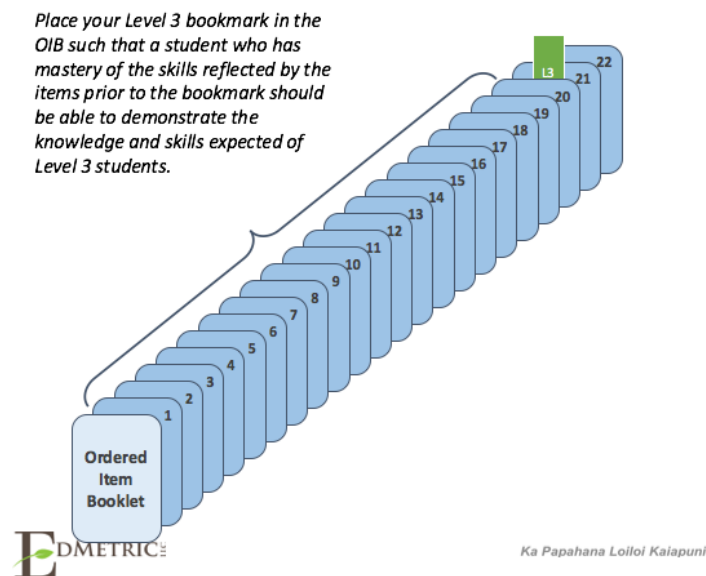 Place your Level 3 bookmark in the
OIB such that a student who has
mastery of the skills reflected by the
items prior to the bookmark should
be able to demonstrate the
knowledge and skills expected of
Level 3 students.
L3
22
21
20
19
18
17
16
15
14
13
12
11
10
9
8
7
6
5
4
3
2
1
Ordered
Item
Booklet
EDMETRIC LLC
Ka Papahana Loiloi Kaiapuni